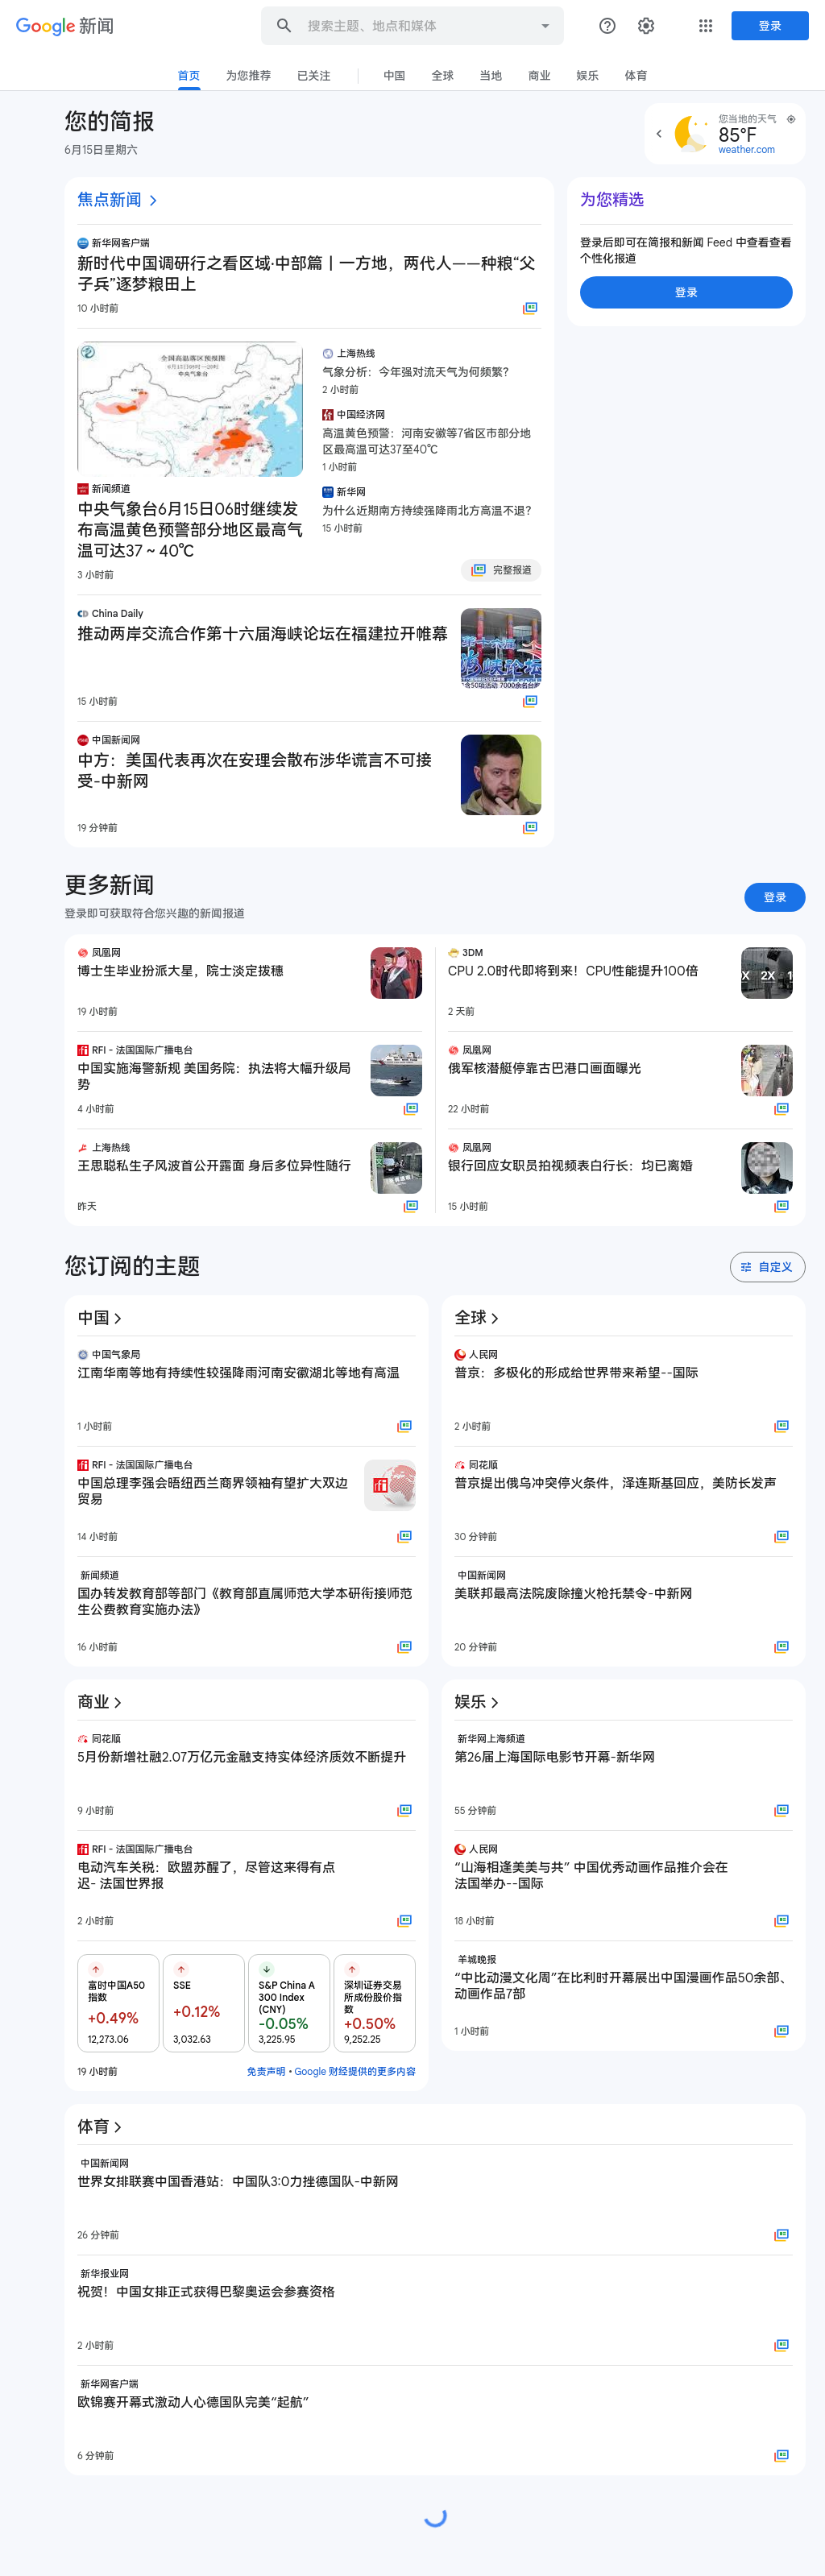 Google 新闻
搜索主题、地点和媒体
登录
首页
为您推荐
已关注
中国
全球
当地
商业
娱乐
体育
您的简报
6月15日星期六
您当地的天气
85°F
weather.com
焦点新闻
新华网客户端
新时代中国调研行之看区域·中部篇丨一方地，两代人——种粮“父
子兵”逐梦粮田上
10 小时前
为您精选
登录后即可在简报和新闻 Feed 中查看查看
个性化报道
登录
全国高温落区预报图
中央气象台
新闻频道
中央气象台6月15日06时继续发
布高温黄色预警部分地区最高气
温可达37 ~ 40℃
3 小时前
上海热线
气象分析：今年强对流天气为何频繁?
2 小时前
中国经济网
高温黄色预警：河南安徽等7省区市部分地
区最高温可达37至40℃
1 小时前
新华网
为什么近期南方持续强降雨北方高温不退?
15 小时前
完整报道
China Daily
推动两岸交流合作第十六届海峡论坛在福建拉开帷幕
15 小时前
中国新闻网
中方：美国代表再次在安理会散布涉华谎言不可接
受-中新网
19 分钟前
更多新闻
登录即可获取符合您兴趣的新闻报道
登录
凤凰网
博士生毕业扮派大星，院士淡定拨穗
19 小时前
RFI - 法国国际广播电台
中国实施海警新规 美国务院：执法将大幅升级局
势
4 小时前
上海热线
王思聪私生子风波首公开露面 身后多位异性随行
昨天
3DM
CPU 2.0时代即将到来！CPU性能提升100倍
2X
2 天前
凤凰网
俄军核潜艇停靠古巴港口画面曝光
22 小时前
凤凰网
银行回应女职员拍视频表白行长：均已离婚
15 小时前
您订阅的主题
自定义
中国
中国气象局
江南华南等地有持续性较强降雨河南安徽湖北等地有高温
1 小时前
RFI - 法国国际广播电台
中国总理李强会晤纽西兰商界领袖有望扩大双边
贸易
14 小时前
新闻频道
国办转发教育部等部门《教育部直属师范大学本研衔接师范
生公费教育实施办法》
16 小时前
全球
人民网
普京：多极化的形成给世界带来希望--国际
2 小时前
同花顺
普京提出俄乌冲突停火条件，泽连斯基回应，美防长发声
30 分钟前
中国新闻网
美联邦最高法院废除撞火枪托禁令-中新网
20 分钟前
商业
同花顺
5月份新增社融2.07万亿元金融支持实体经济质效不断提升
9 小时前
RFI - 法国国际广播电台
电动汽车关税：欧盟苏醒了，尽管这来得有点
迟- 法国世界报
2 小时前
富时中国A50
指数
+0.49%
12,273.06
SSE
+0.12%
3,032.63
S&P China A
300 Index
(CNY)
-0.05%
3,225.95
深圳证券交易
所成份股价指
数
+0.50%
9,252.25
19 小时前
免责声明 • Google 财经提供的更多内容
娱乐
新华网上海频道
第26届上海国际电影节开幕-新华网
55 分钟前
人民网
“山海相逢美美与共” 中国优秀动画作品推介会在
法国举办--国际
18 小时前
羊城晚报
“中比动漫文化周”在比利时开幕展出中国漫画作品50余部、
动画作品7部
1 小时前
体育
中国新闻网
世界女排联赛中国香港站：中国队3:0力挫德国队-中新网
26 分钟前
新华报业网
祝贺！中国女排正式获得巴黎奥运会参赛资格
2 小时前
新华网客户端
欧锦赛开幕式激动人心德国队完美“起航”
6 分钟前